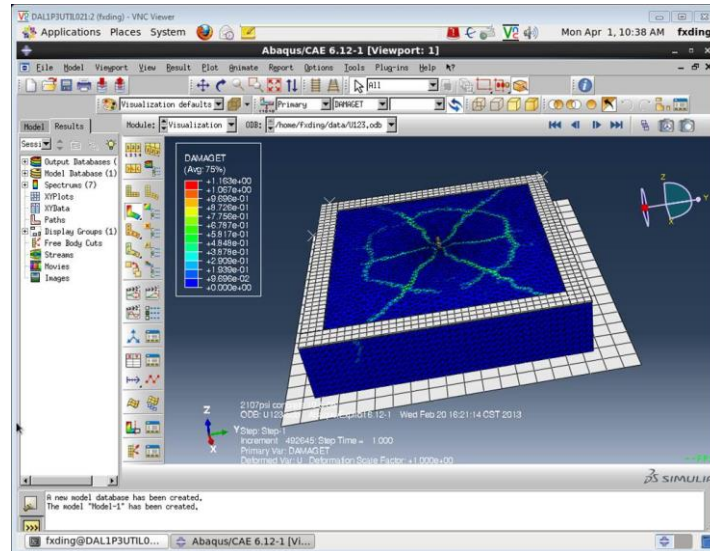 DAL1P3UTIL021:2 (fxding) - VNC Viewer
Applications Places System
Mon Apr 1, 10:38 AM fxding
Abaqus/CAE 6.12-1 [Viewport: 1]
File Model Viewport View Result Plot Animate Report Options Tools Plug-ins Help
All
Visualization defaults
Primary
DAMAGET
Model Results
Module: Visualization
ODB: /home/fxding/data/U123.odb
Sessi
Output Databases (
Model Database (1)
Spectrums (7)
XYPlots
XYData
Paths
Display Groups (1)
Free Body Cuts
Streams
Movies
Images
DAMAGET
(Avg: 75%)
+1.163e+00
+1.067e+00
+9.696e-01
+8.726e-01
+7.756e-01
+6.787e-01
+5.817e-01
+4.848e-01
+3.878e-01
+2.909e-01
+1.939e-01
+9.696e-02
+0.000e+00
Z
Y
X
2107psi
ODB: U123 6.12-1 Wed Feb 20 16:21:14 CST 2013
Step: Step-1
Increment 492645: Step Time = 1.000
Primary Var: DAMAGET
Deformed Var: U Deformation Scale Factor: +1.000e+00
SIMULIA
A new model database has been created.
The model "Model-1" has been created.
>>>
fxding@DAL1P3UTIL0...
Abaqus/CAE 6.12-1 [Vi...